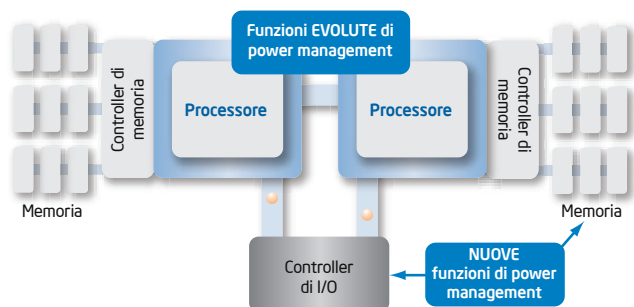 Funzioni EVOLUTE di
power management
Controller di
memoria
Processore
Processore
Controller di
memoria
Memoria
Memoria
Controller
di I/O
NUOVE
funzioni di power
management